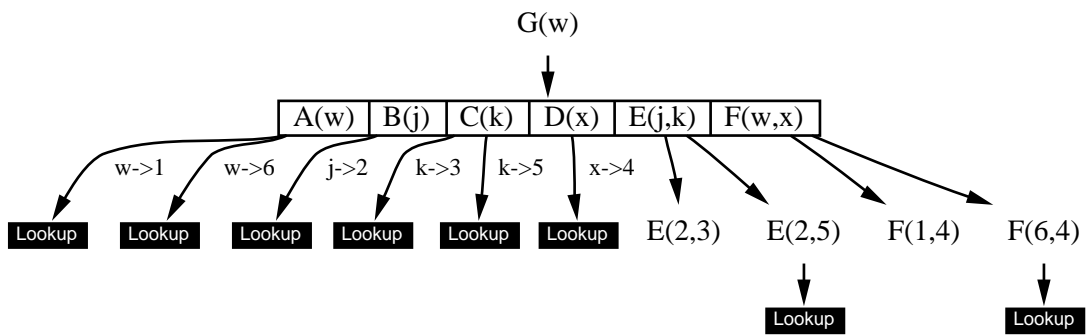 G(w)
A(w) B(j) C(k) D(x) E(j,k) F(w,x)
w->1 w->6 j->2 k->3 k->5 x->4
Lookup Lookup Lookup Lookup Lookup Lookup E(2,3) E(2,5) F(1,4) F(6,4)
Lookup Lookup